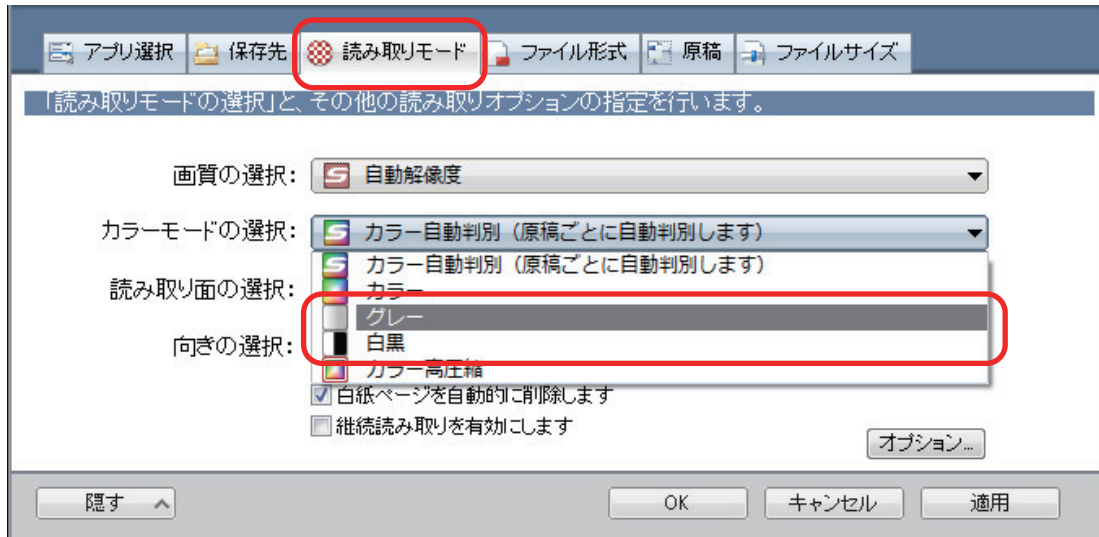 アプリ選択 保存先 読み取りモード ファイル形式 原稿 ファイルサイズ
「読み取りモードの選択」と、その他の読み取りオプションの指定を行います。
画質の選択: 自動解像度
カラーモードの選択: カラー自動判別（原稿ごとに自動判別します）
カラー自動判別（原稿ごとに自動判別します）
読み取り面の選択: カラー
グレー
向きの選択: 白黒
カラー高圧縮
白紙ページを自動的に削除します
継続読み取りを有効にします
オプション...
隠す OK キャンセル 適用